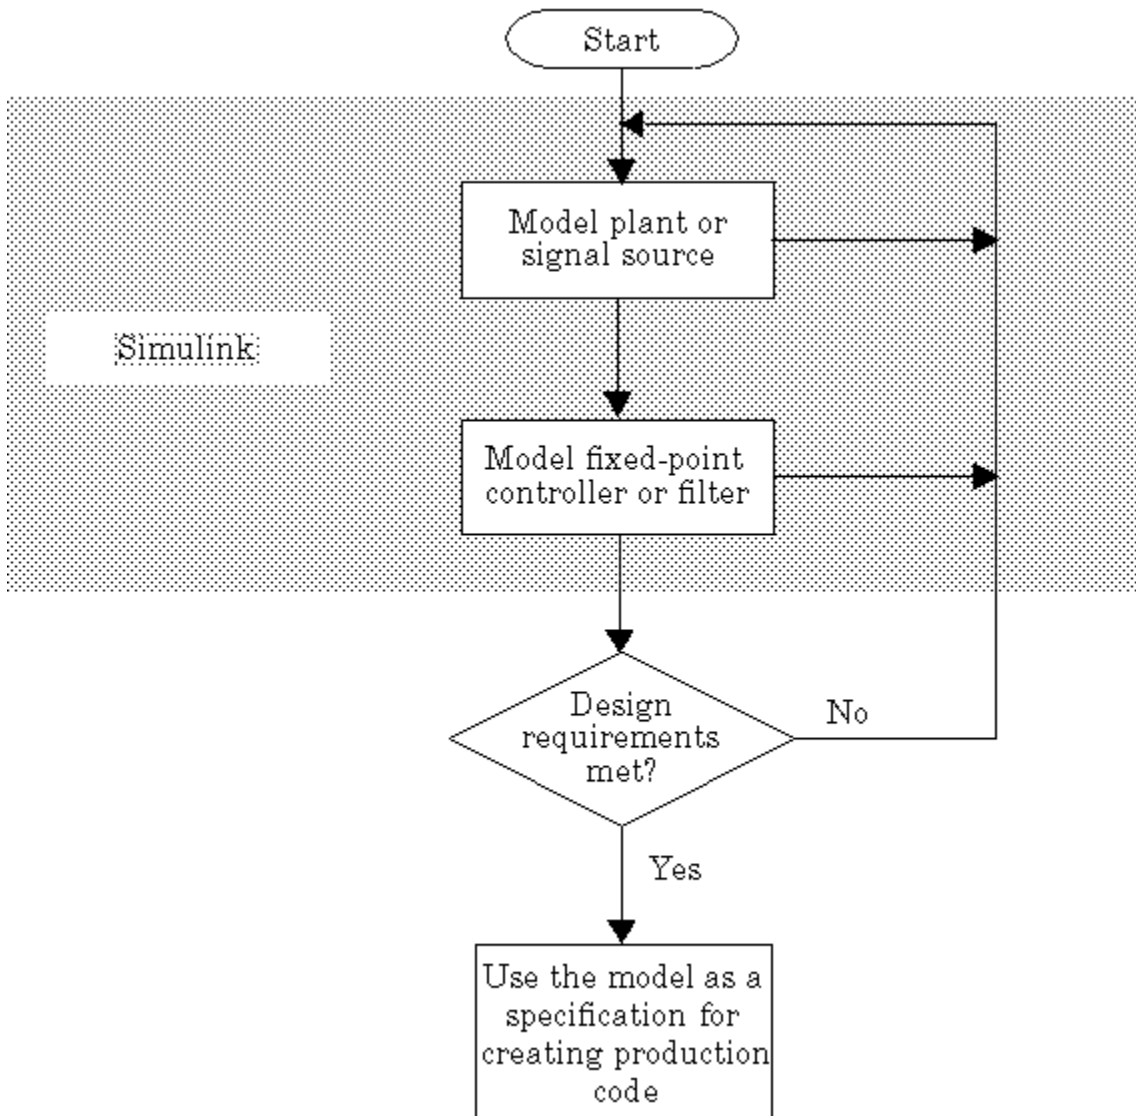 Start
Model plant or
signal source
Simulink
Model fixed-point
controller or filter
Design
requirements
met?
No
Yes
Use the model as a
specification for
creating production
code